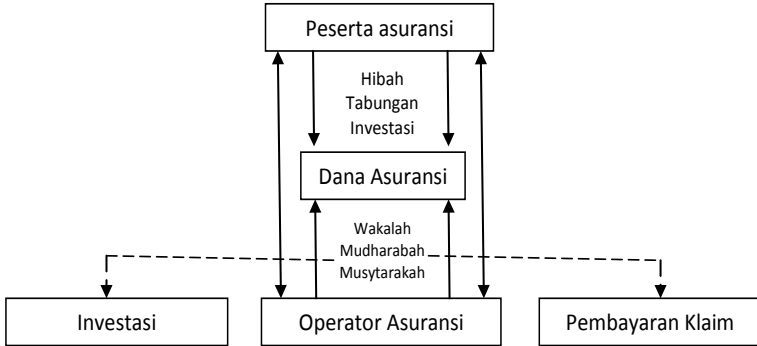 Peserta asuransi
Hibah
Tabungan
Investasi
Dana Asuransi
Wakalah
Mudharabah
Musytarakah
Investasi
Operator Asuransi
Pembayaran Klaim